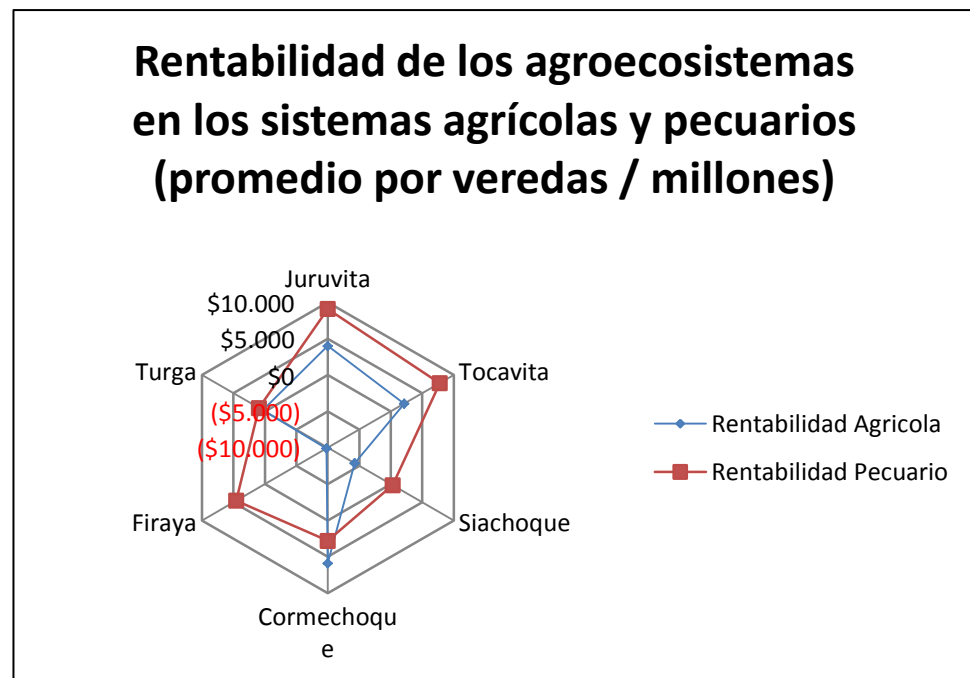 Rentabilidad de los agroecosistemas
en los sistemas agrícolas y pecuarios
(promedio por veredas / millones)
Juruvita
$10.000
$5.000
$0
($5.000)
($10.000)
Turga
Tocavita
Firaya
Siachoque
Cormechoqu
e
Rentabilidad Agricola
Rentabilidad Pecuario